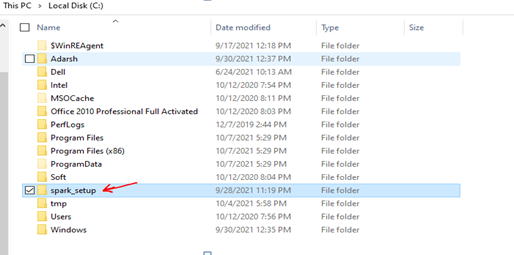 This PC > Local Disk (C:)
Name Date modified Type Size
$WinREAgent 9/17/2021 12:18 PM File folder
Adarsh 9/30/2021 12:37 PM File folder
Dell 6/24/2021 10:13 AM File folder
Intel 10/12/2020 7:54 PM File folder
MSOCache 10/12/2020 8:11 PM File folder
Office 2010 Professional Full Activated 10/12/2020 8:03 PM File folder
PerfLogs 12/7/2019 2:44 PM File folder
Program Files 10/7/2021 5:29 PM File folder
Program Files (x86) 10/7/2021 5:29 PM File folder
ProgramData 10/7/2021 5:29 PM File folder
Soft 10/12/2020 8:04 PM File folder
spark_setup 9/28/2021 11:19 PM File folder
tmp 10/4/2021 5:58 PM File folder
Users 10/12/2020 7:56 PM File folder
Windows 9/30/2021 12:35 PM File folder